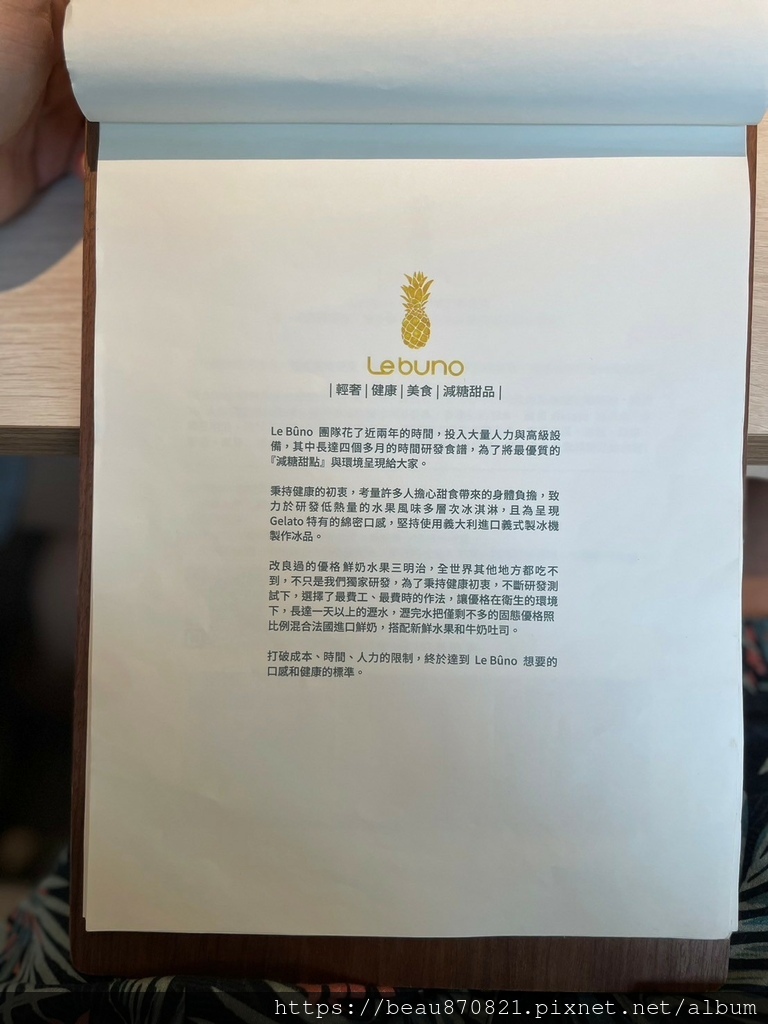 Lebuno
|輕奢|健康|美食|減糖甜品|
Le Bûno 團隊花了近兩年的時間，投入大量人力與高級設
備，其中長達四個多月的時間研發食譜，為了將最優質的
『減糖甜點』與環境呈現給大家。
秉持健康的初衷，考量許多人擔心甜食帶來的身體負擔，致
力於研發低熱量的水果風味多層次冰淇淋，且為呈現
Gelato 特有的綿密口感，堅持使用義大利進口義式製冰機
製作冰品。
改良過的優格鮮奶水果三明治，全世界其他地方都吃不
到，不只是我們獨家研發，為了秉持健康初衷，不斷研發測
試下，選擇了最費工、最費時的作法，讓優格在衛生的環境
下，長達一天以上的瀝水，瀝完水把僅剩不多的固態優格照
比例混合法國進口鮮奶，搭配新鮮水果和牛奶吐司。
打破成本、時間、人力的限制，終於達到 Le Bûno 想要的
口感和健康的標準。
https://beau870821.pixnet.net/album